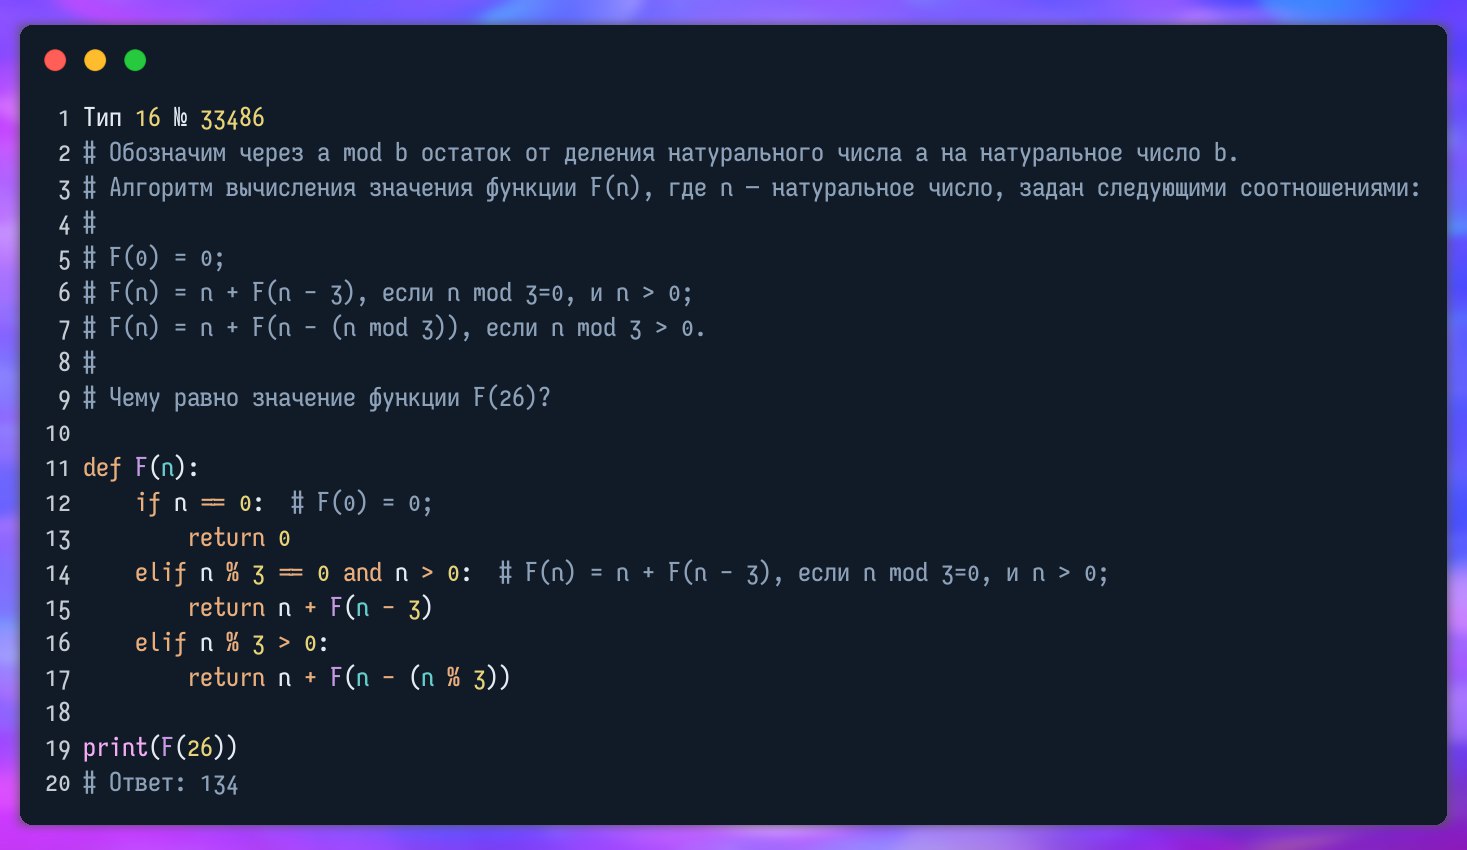 1 Тип 16 № 33486
2 # Обозначим через a mod b остаток от деления натурального числа a на натуральное число b.
3 # Алгоритм вычисления значения функции F(n), где n – натуральное число, задан следующими соотношениями:
4 #
5 # F(0) = 0;
6 # F(n) = n + F(n - 3), если n mod 3=0, и n > 0;
7 # F(n) = n + F(n - (n mod 3)), если n mod 3 > 0.
8 #
9 # Чему равно значение функции F(26)?
10
11 def F(n):
12     if n == 0:  # F(0) = 0;
13         return 0
14     elif n % 3 == 0 and n > 0:  # F(n) = n + F(n - 3), если n mod 3=0, и n > 0;
15         return n + F(n - 3)
16     elif n % 3 > 0:
17         return n + F(n - (n % 3))
18
19 print(F(26))
20 # Ответ: 134